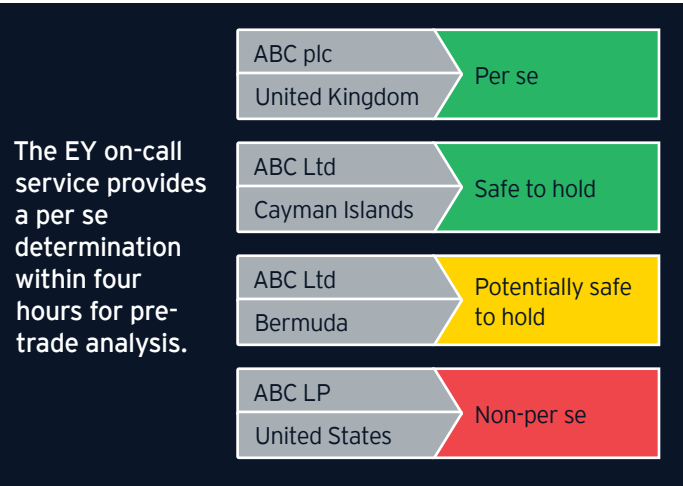 The EY on-call
service provides
a per se
determination
within four
hours for pre-
trade analysis.
ABC plc
United Kingdom
Per se
ABC Ltd
Cayman Islands
Safe to hold
ABC Ltd
Bermuda
Potentially safe
to hold
ABC LP
United States
Non-per se